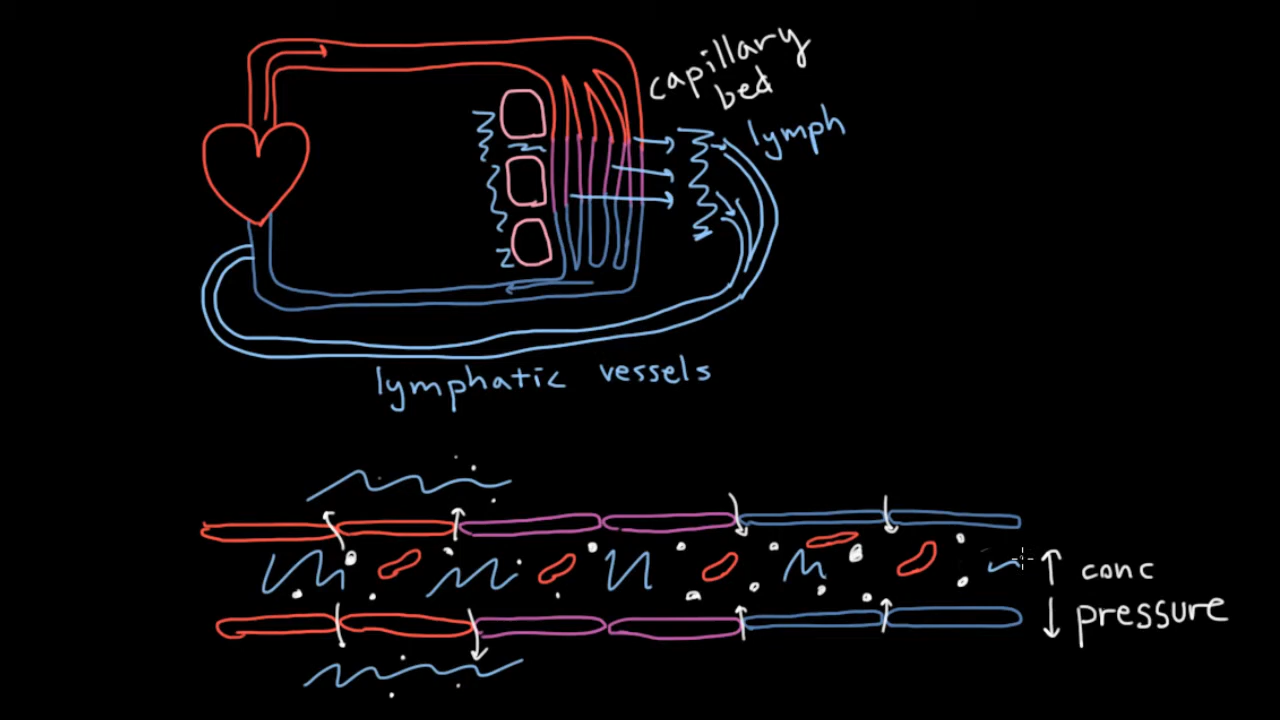 capillary
bed
lymph
lymphatic vessels
conc
pressure